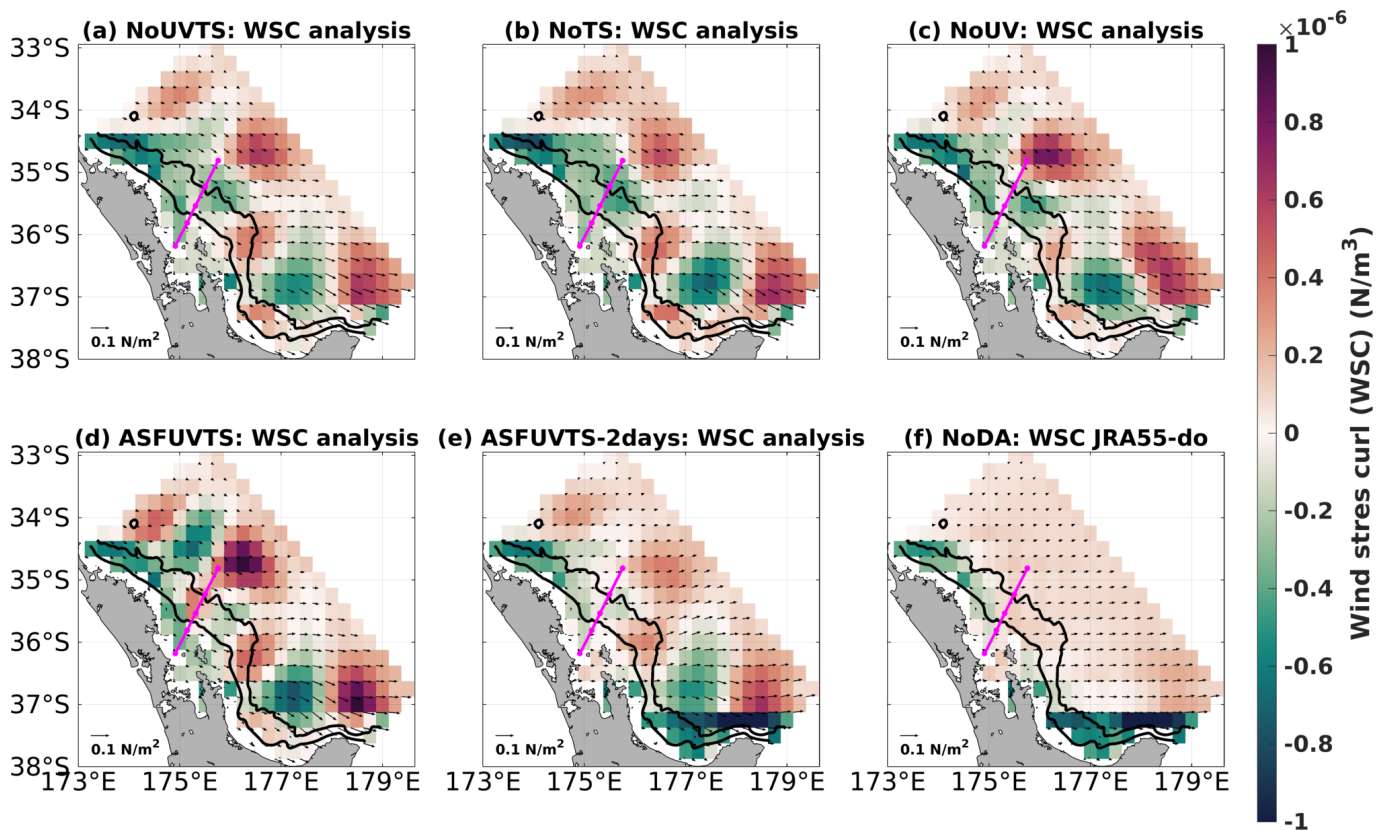 (a) NoUVTS: WSC analysis
(b) NoTS: WSC analysis
(c) NoUV: WSC analysis
×10⁻⁶
33°S
34°S
35°S
36°S
37°S
38°S
0.1 N/m²
0.1 N/m²
0.1 N/m²
(d) ASFUVTS: WSC analysis
(e) ASFUVTS-2days: WSC analysis
(f) NoDA: WSC JRA55-do
33°S
34°S
35°S
36°S
37°S
38°S
0.1 N/m²
0.1 N/m²
0.1 N/m²
173°E
175°E
177°E
179°E
173°E
175°E
177°E
179°E
173°E
175°E
177°E
179°E
1
0.8
0.6
0.4
0.2
0
-0.2
-0.4
-0.6
-0.8
-1
Wind stres curl (WSC) (N/m³)